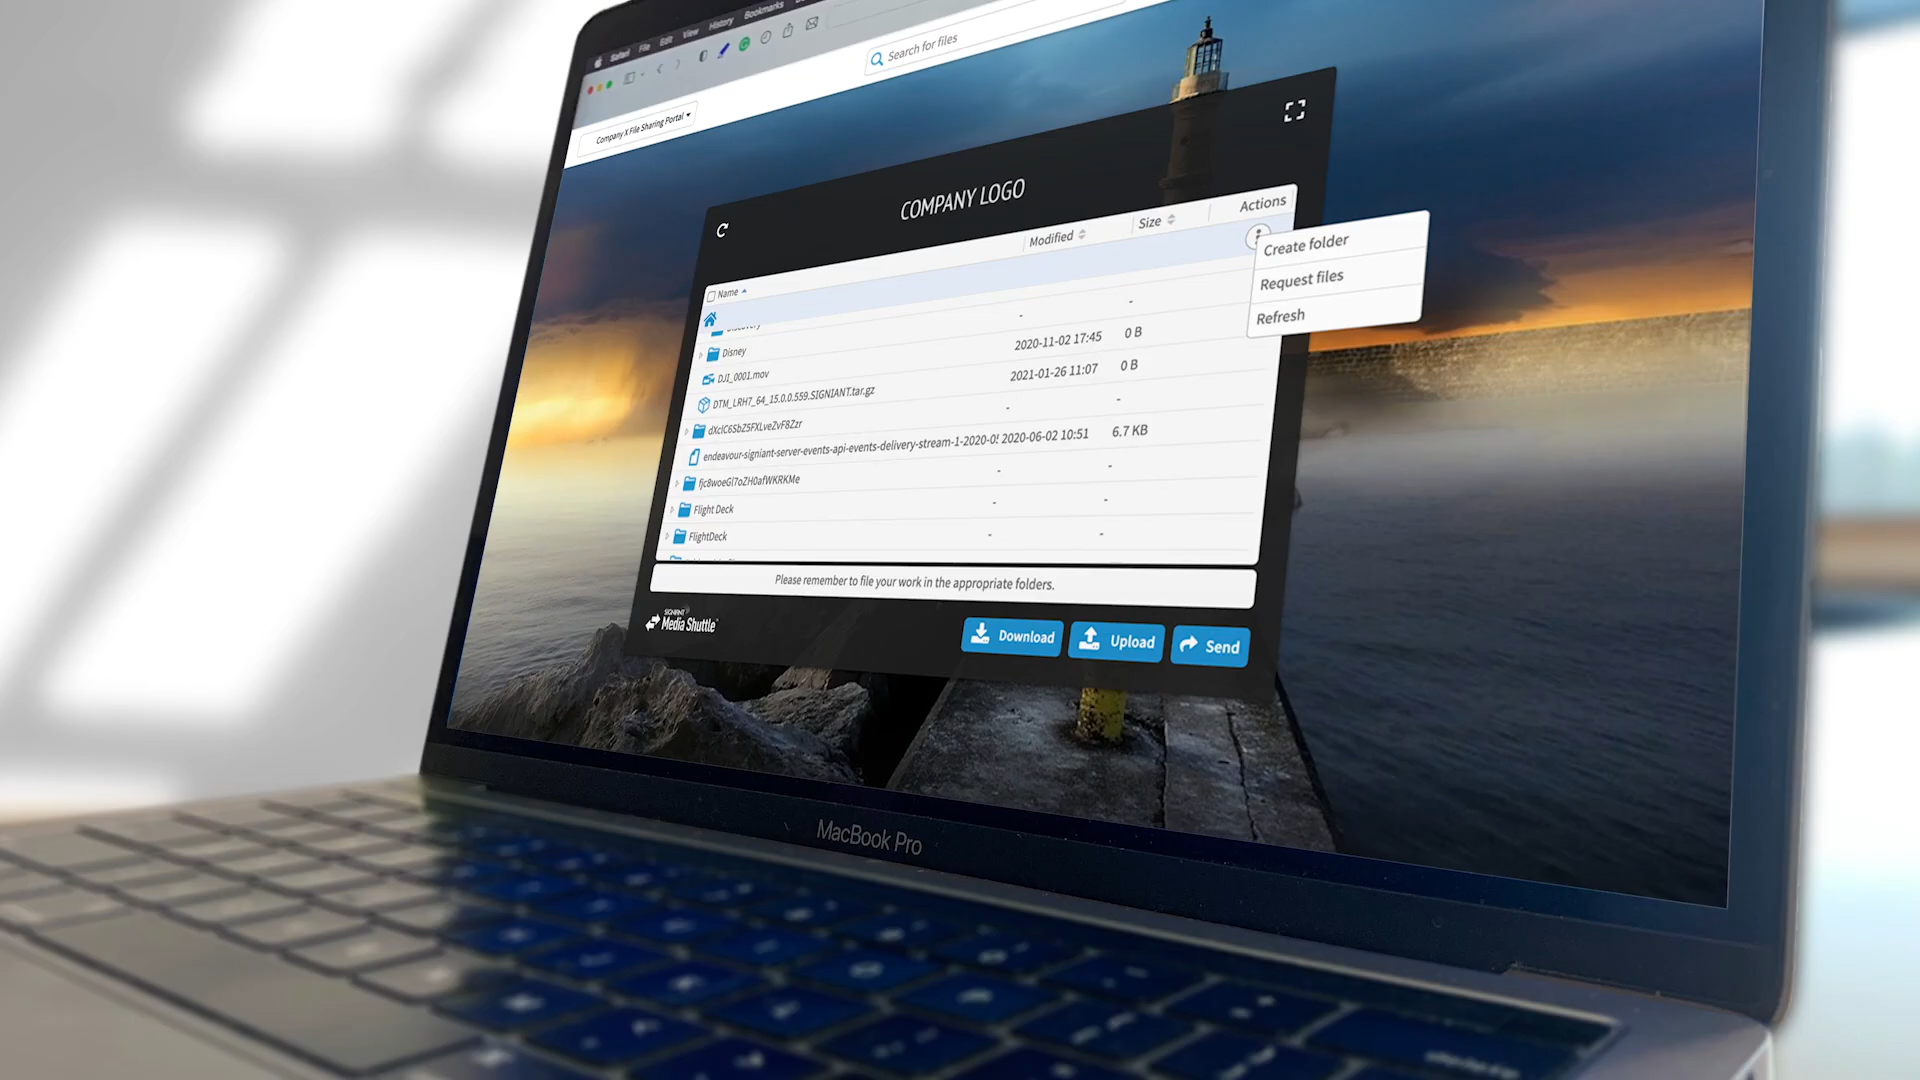 Safari File Edit View History Bookmarks
Search for files
Company X File Sharing Portal
COMPANY LOGO
Name Modified Size Actions
Create folder
Request files
Refresh
Disney - -
DJI_0001.mov 2020-11-02 17:45 0 B
DTM_LRH7_64_15.0.0.559.SIGNIANT.tar.gz 2021-01-26 11:07 0 B
dXclC6SbZ5FXLveZvF8Zzr - -
endeavour-signiant-server-events-api-events-delivery-stream-1-2020-0 2020-06-02 10:51 6.7 KB
fjc8woeGl7oZH0afWKRKMe - -
Flight Deck - -
FlightDeck - -
Please remember to file your work in the appropriate folders.
SIGNIANT
Media Shuttle
Download Upload Send
MacBook Pro